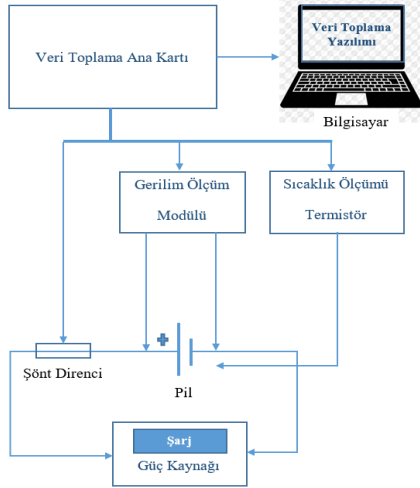 Veri Toplama Ana Kartı
Veri Toplama
Yazılımı
Bilgisayar
Gerilim Ölçüm
Modülü
Sıcaklık Ölçümü
Termistör
Şönt Direnci
Pil
Şarj
Güç Kaynağı